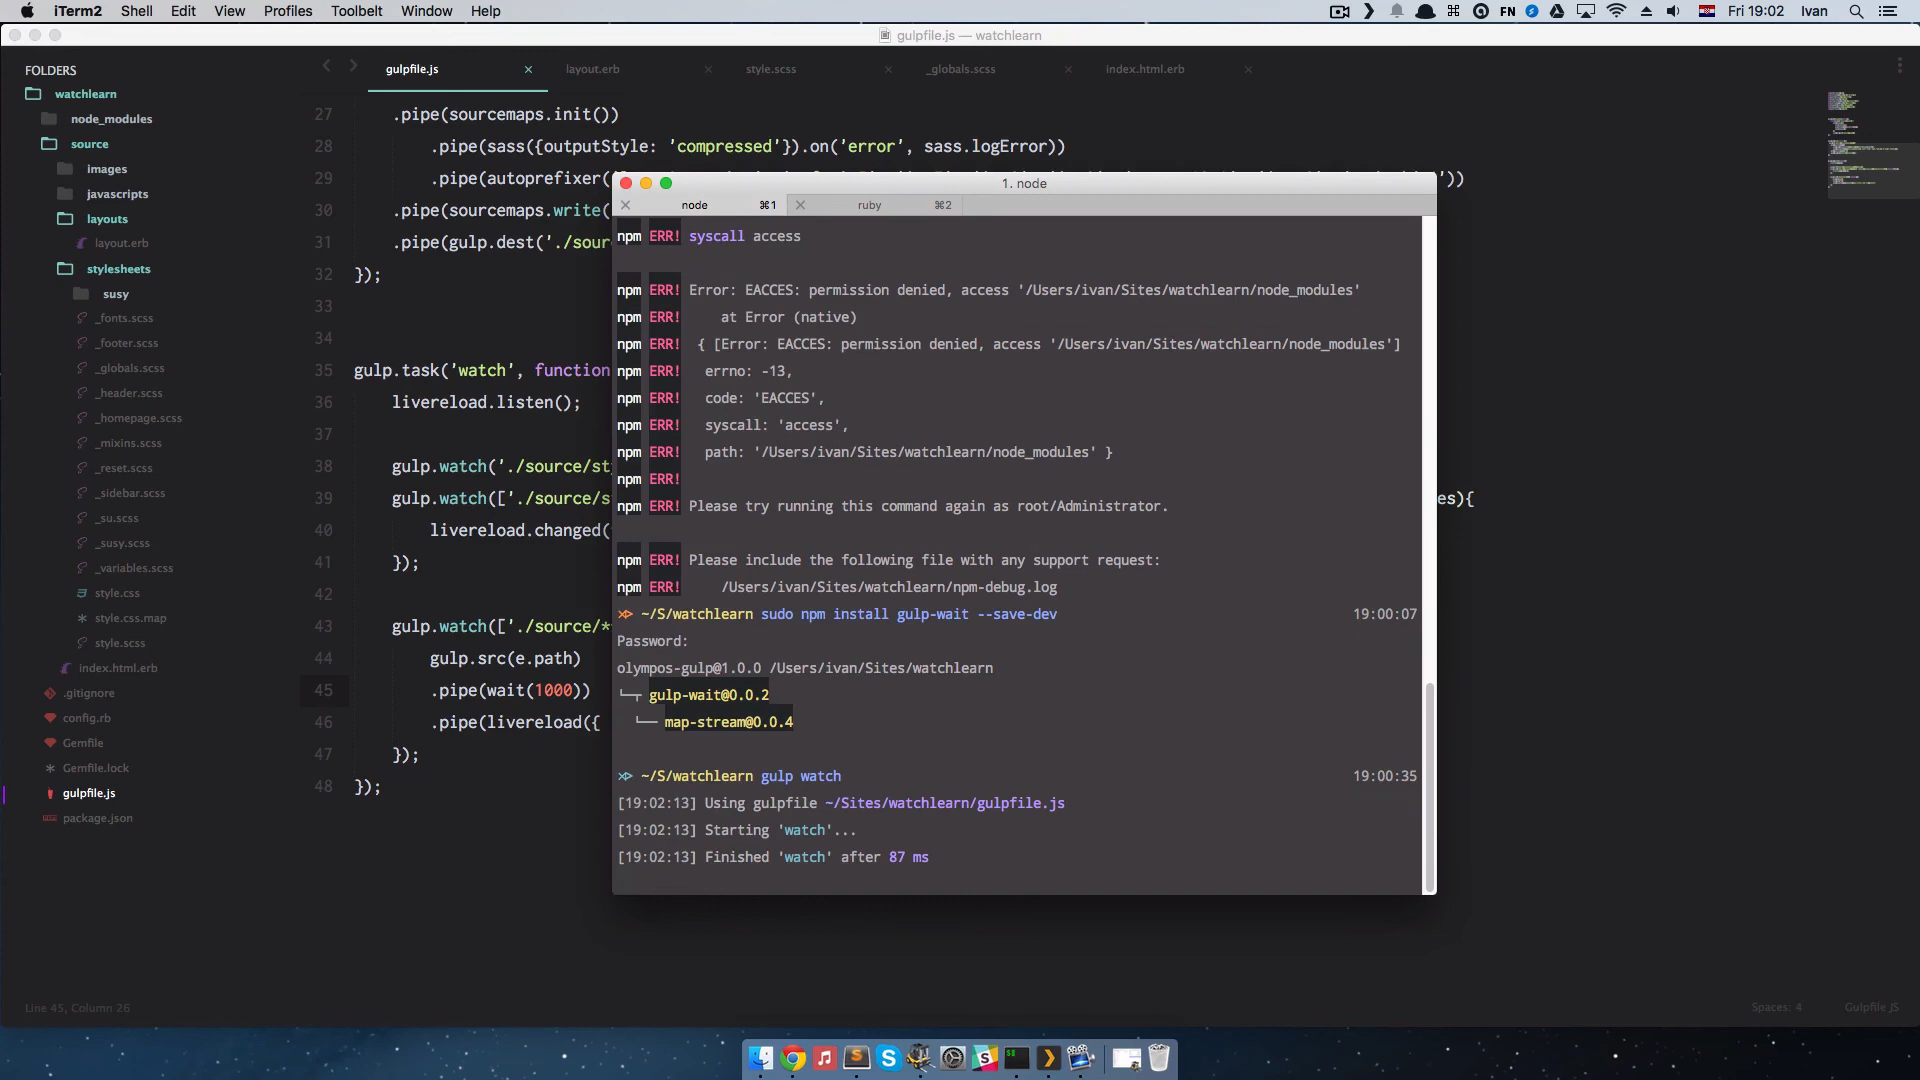 iTerm2 Shell Edit View Profiles Toolbelt Window Help
FN Fri 19:02 Ivan
gulpfile.js — watchlearn
FOLDERS
watchlearn
node_modules
source
images
javascripts
layouts
layout.erb
stylesheets
susy
_fonts.scss
_footer.scss
_globals.scss
_header.scss
_homepage.scss
_mixins.scss
_reset.scss
_sidebar.scss
_su.scss
_susy.scss
_variables.scss
style.css
style.css.map
style.scss
index.html.erb
.gitignore
config.rb
Gemfile
Gemfile.lock
gulpfile.js
package.json
gulpfile.js layout.erb style.scss _globals.scss index.html.erb
27 .pipe(sourcemaps.init())
28 .pipe(sass({outputStyle: 'compressed'}).on('error', sass.logError))
29 .pipe(autoprefixer( '))
30 .pipe(sourcemaps.write(
31 .pipe(gulp.dest('./sour
32 });
33
34
35 gulp.task('watch', function
36 livereload.listen();
37
38 gulp.watch('./source/st
39 gulp.watch(['./source/s es){
40 livereload.changed(
41 });
42
43 gulp.watch(['./source/*
44 gulp.src(e.path)
45 .pipe(wait(1000))
46 .pipe(livereload({
47 });
48 });
1. node
node ⌘1 ruby ⌘2
npm ERR! syscall access
npm ERR! Error: EACCES: permission denied, access '/Users/ivan/Sites/watchlearn/node_modules'
npm ERR! at Error (native)
npm ERR! { [Error: EACCES: permission denied, access '/Users/ivan/Sites/watchlearn/node_modules']
npm ERR! errno: -13,
npm ERR! code: 'EACCES',
npm ERR! syscall: 'access',
npm ERR! path: '/Users/ivan/Sites/watchlearn/node_modules' }
npm ERR!
npm ERR! Please try running this command again as root/Administrator.
npm ERR! Please include the following file with any support request:
npm ERR! /Users/ivan/Sites/watchlearn/npm-debug.log
~/S/watchlearn sudo npm install gulp-wait --save-dev 19:00:07
Password:
olympos-gulp@1.0.0 /Users/ivan/Sites/watchlearn
└─┬ gulp-wait@0.0.2
└── map-stream@0.0.4
~/S/watchlearn gulp watch 19:00:35
[19:02:13] Using gulpfile ~/Sites/watchlearn/gulpfile.js
[19:02:13] Starting 'watch'...
[19:02:13] Finished 'watch' after 87 ms
Line 45, Column 26 Spaces: 4 Gulpfile JS